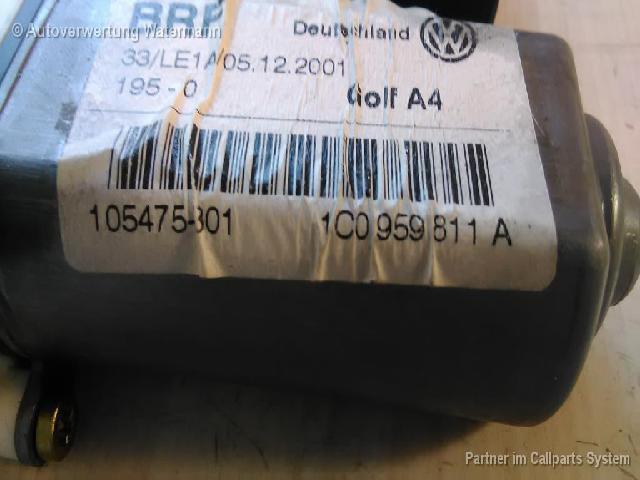 © Autoverwertung Watermann
Deutschland
33/LE1A/05.12.2001
195 - 0 Golf A4
105475-801 1C0 959 811 A
Partner im Callparts System